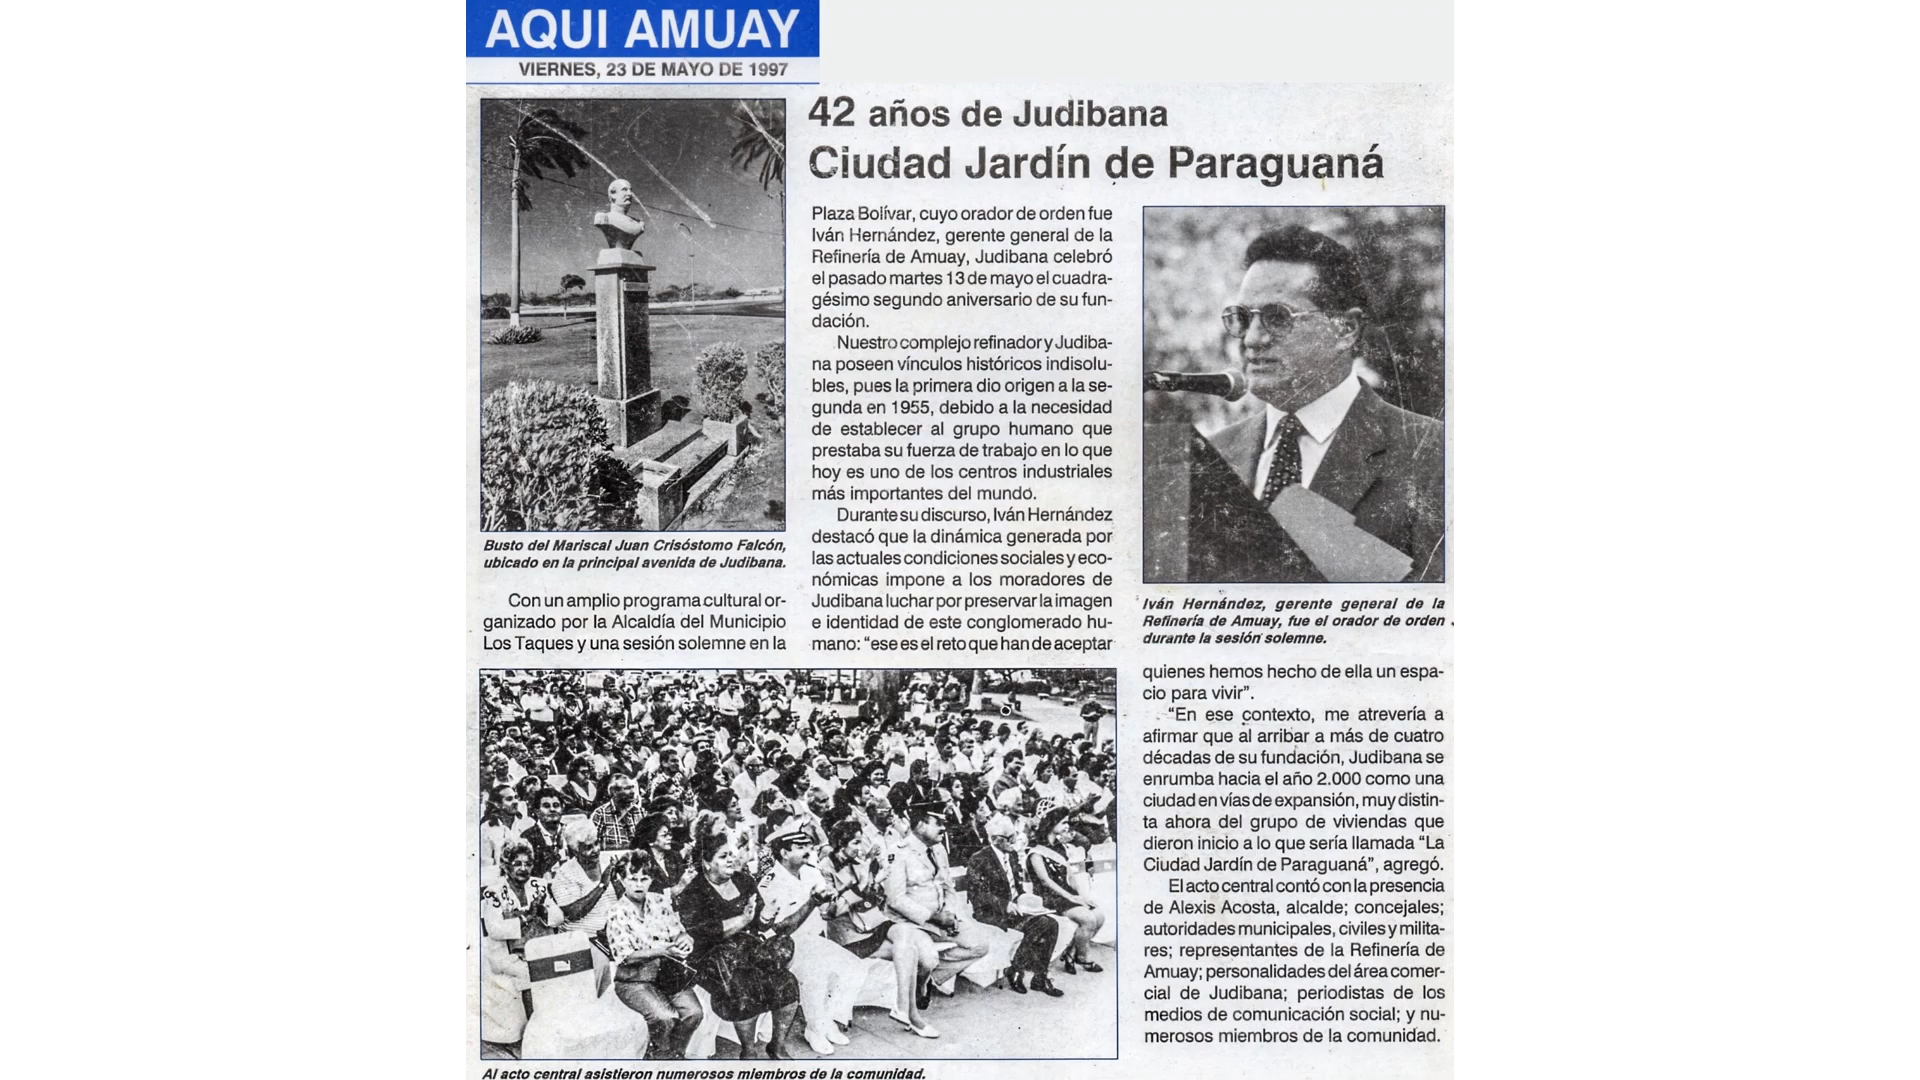 AQUI AMUAY
VIERNES, 23 DE MAYO DE 1997
42 años de Judibana
Ciudad Jardín de Paraguaná
Busto del Mariscal Juan Crisóstomo Falcón,
ubicado en la principal avenida de Judibana.
Con un amplio programa cultural or-
ganizado por la Alcaldía del Municipio
Los Taques y una sesión solemne en la
Plaza Bolívar, cuyo orador de orden fue
Iván Hernández, gerente general de la
Refinería de Amuay, Judibana celebró
el pasado martes 13 de mayo el cuadra-
gésimo segundo aniversario de su fun-
dación.
Nuestro complejo refinador y Judiba-
na poseen vínculos históricos indisolu-
bles, pues la primera dio origen a la se-
gunda en 1955, debido a la necesidad
de establecer al grupo humano que
prestaba su fuerza de trabajo en lo que
hoy es uno de los centros industriales
más importantes del mundo.
Durante su discurso, Iván Hernández
destacó que la dinámica generada por
las actuales condiciones sociales y eco-
nómicas impone a los moradores de
Judibana luchar por preservar la imagen
e identidad de este conglomerado hu-
mano: “ese es el reto que han de aceptar
Iván Hernández, gerente general de la
Refinería de Amuay, fue el orador de orden
durante la sesión solemne.
quienes hemos hecho de ella un espa-
cio para vivir”.
“En ese contexto, me atrevería a
afirmar que al arribar a más de cuatro
décadas de su fundación, Judibana se
enrumba hacia el año 2.000 como una
ciudad en vías de expansión, muy distin-
ta ahora del grupo de viviendas que
dieron inicio a lo que sería llamada “La
Ciudad Jardín de Paraguaná”, agregó.
El acto central contó con la presencia
de Alexis Acosta, alcalde; concejales;
autoridades municipales, civiles y milita-
res; representantes de la Refinería de
Amuay; personalidades del área comer-
cial de Judibana; periodistas de los
medios de comunicación social; y nu-
merosos miembros de la comunidad.
Al acto central asistieron numerosos miembros de la comunidad.